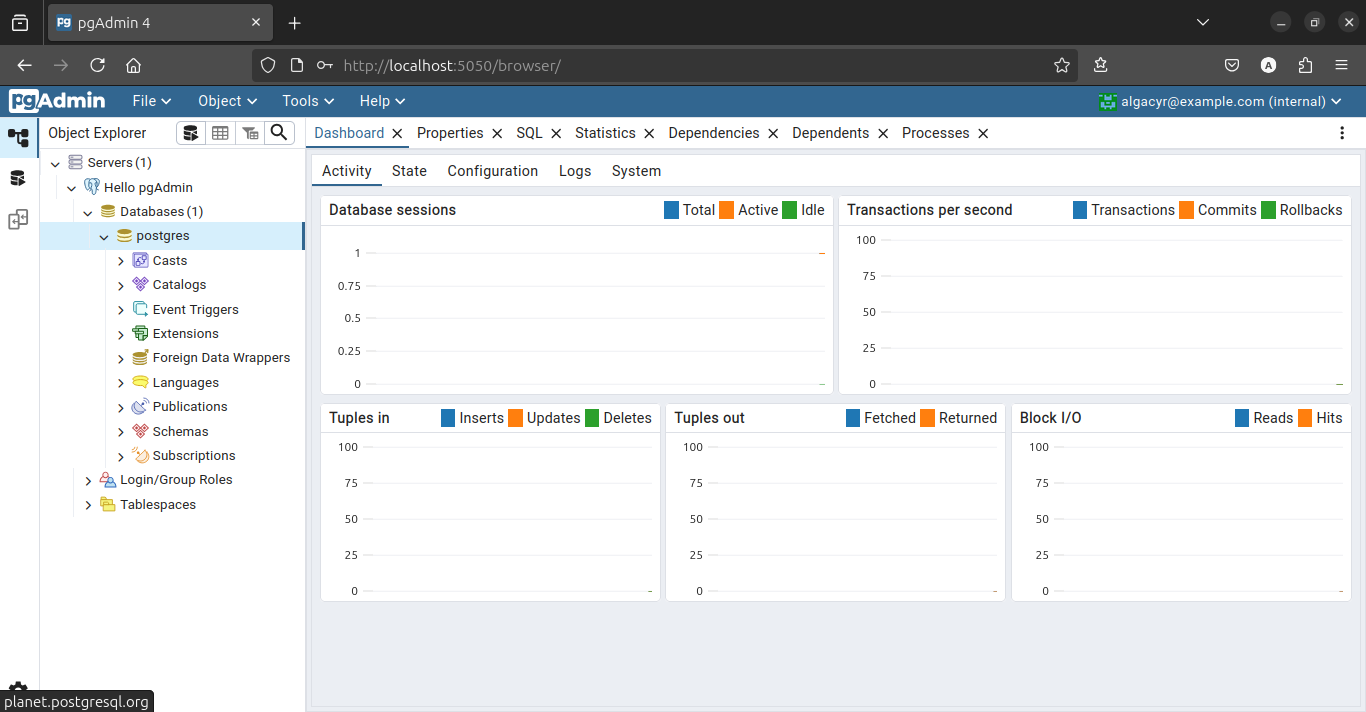 pgAdmin 4
http://localhost:5050/browser/
pgAdmin File Object Tools Help algacyr@example.com (internal)
Object Explorer
Dashboard Properties SQL Statistics Dependencies Dependents Processes
Servers (1)
Hello pgAdmin
Databases (1)
postgres
Casts
Catalogs
Event Triggers
Extensions
Foreign Data Wrappers
Languages
Publications
Schemas
Subscriptions
Login/Group Roles
Tablespaces
Activity State Configuration Logs System
Database sessions Total Active Idle
1
0.75
0.5
0.25
0
Transactions per second Transactions Commits Rollbacks
100
75
50
25
0
Tuples in Inserts Updates Deletes
100
75
50
25
0
Tuples out Fetched Returned
100
75
50
25
0
Block I/O Reads Hits
100
75
50
25
0
planet.postgresql.org